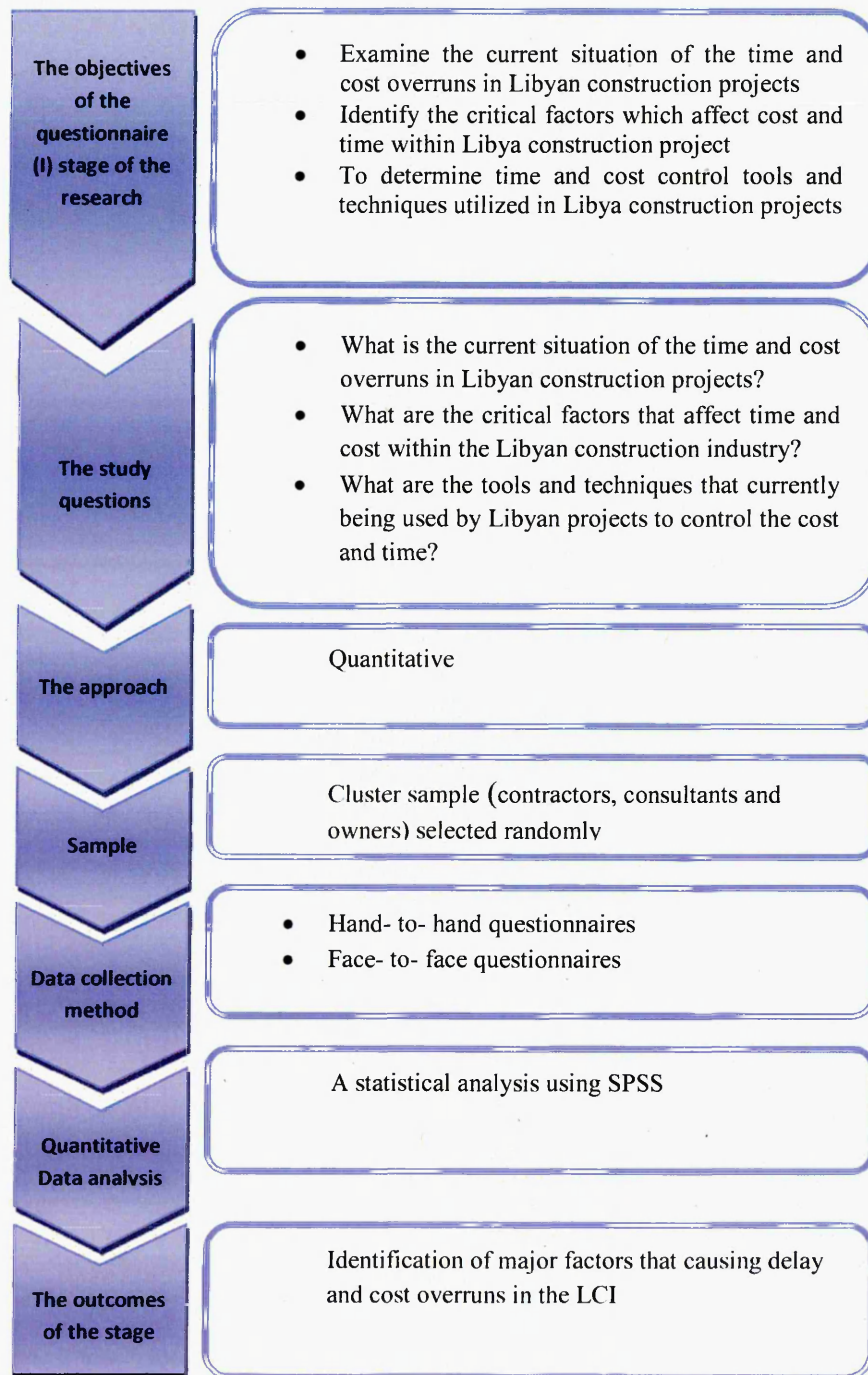 The objectives
of the
questionnaire
(I) stage of the
research
• Examine the current situation of the time and
cost overruns in Libyan construction projects
• Identify the critical factors which affect cost and
time within Libya construction project
• To determine time and cost control tools and
techniques utilized in Libya construction projects
The study
questions
• What is the current situation of the time and cost
overruns in Libyan construction projects?
• What are the critical factors that affect time and
cost within the Libyan construction industry?
• What are the tools and techniques that currently
being used by Libyan projects to control the cost
and time?
The approach
Quantitative
Sample
Cluster sample (contractors, consultants and
owners) selected randomly
Data collection
method
• Hand- to- hand questionnaires
• Face- to- face questionnaires
Quantitative
Data analysis
A statistical analysis using SPSS
The outcomes
of the stage
Identification of major factors that causing delay
and cost overruns in the LCI